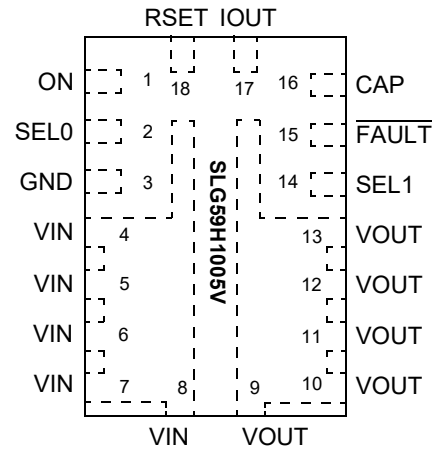 RSET IOUT
ON 1 18 17 16 CAP
SEL0 2 15 FAULT
GND 3 14 SEL1
SLG59H1005V
VIN 4 13 VOUT
VIN 5 12 VOUT
VIN 6 11 VOUT
VIN 7 8 9 10 VOUT
VIN VOUT